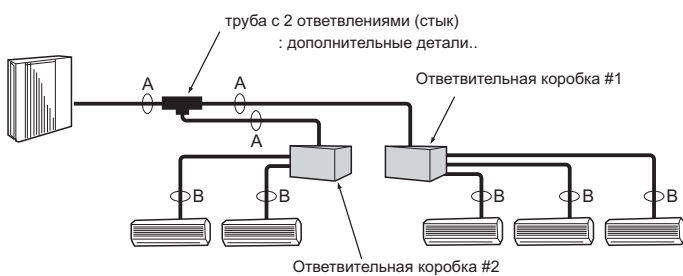 труба с 2 ответвлениями (стык)
: дополнительные детали..
Ответвительная коробка #1
A
A
A
B
B
B
B
B
Ответвительная коробка #2